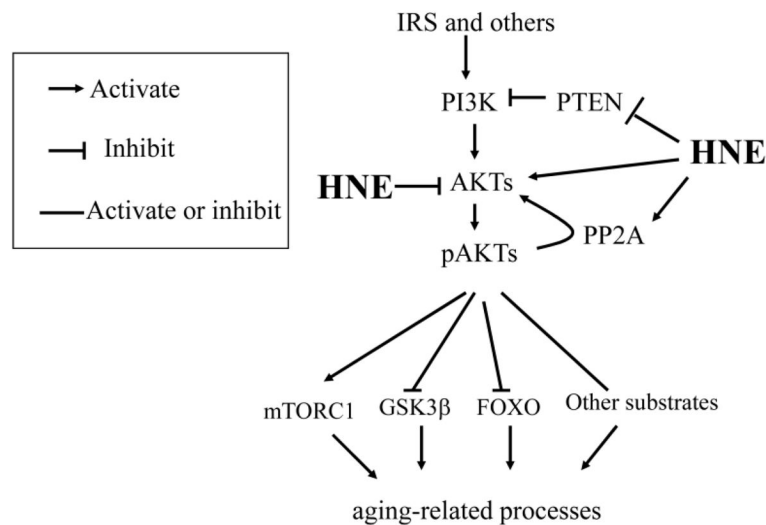 IRS and others
Activate
PI3K
PTEN
Inhibit
HNE
HNE
AKTs
Activate or inhibit
PP2A
pAKTs
mTORC1
GSK3β
FOXO
Other substrates
aging-related processes